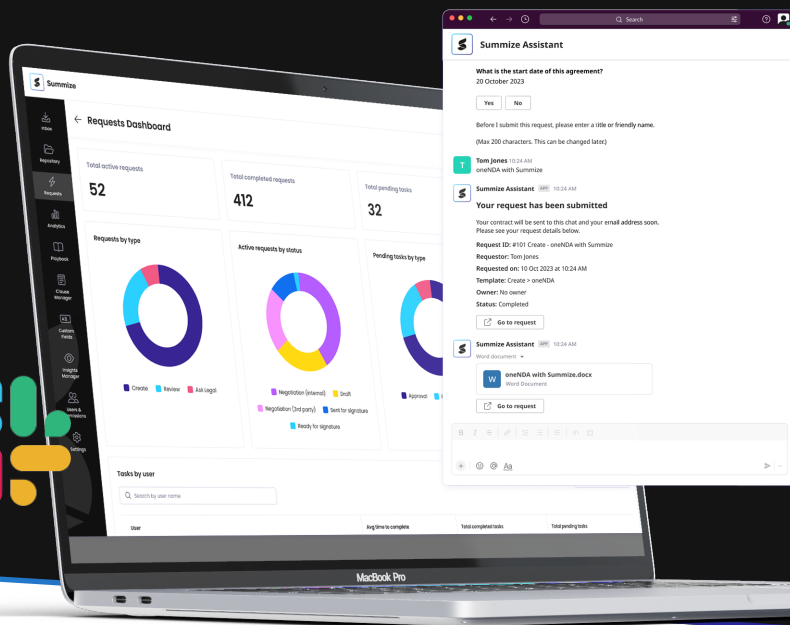 Summize
Inbox
Repository
Requests
Analytics
Playbook
Clause
Manager
Custom
Fields
Insights
Manager
Users &
Settings
← Requests Dashboard
Total active requests
52
Total completed requests
412
Total pending tasks
32
Requests by type
Create
Review
Ask Legal
Active requests by status
Negotiation (internal)
Draft
Negotiation (3rd party)
Sent for signature
Ready for signature
Pending tasks by type
Approval
Tasks by user
Search by user name
User
Avg time to complete
Total completed tasks
Total pending tasks
MacBook Pro
Search
Summize Assistant
What is the start date of this agreement?
20 October 2023
Yes No
Before I submit this request, please enter a title or friendly name.
(Max 200 characters. This can be changed later.)
T Tom Jones 10:24 AM
oneNDA with Summize
Summize Assistant APP 10:24 AM
Your request has been submitted
Your contract will be sent to this chat and your email address soon.
Please see your request details below.
Request ID: #101 Create - oneNDA with Summize
Requestor: Tom Jones
Requested on: 10 Oct 2023 at 10:24 AM
Template: Create > oneNDA
Owner: No owner
Status: Completed
Go to request
Summize Assistant APP 10:24 AM
Word document
W oneNDA with Summize.docx
Word Document
Go to request
B I S
Aa